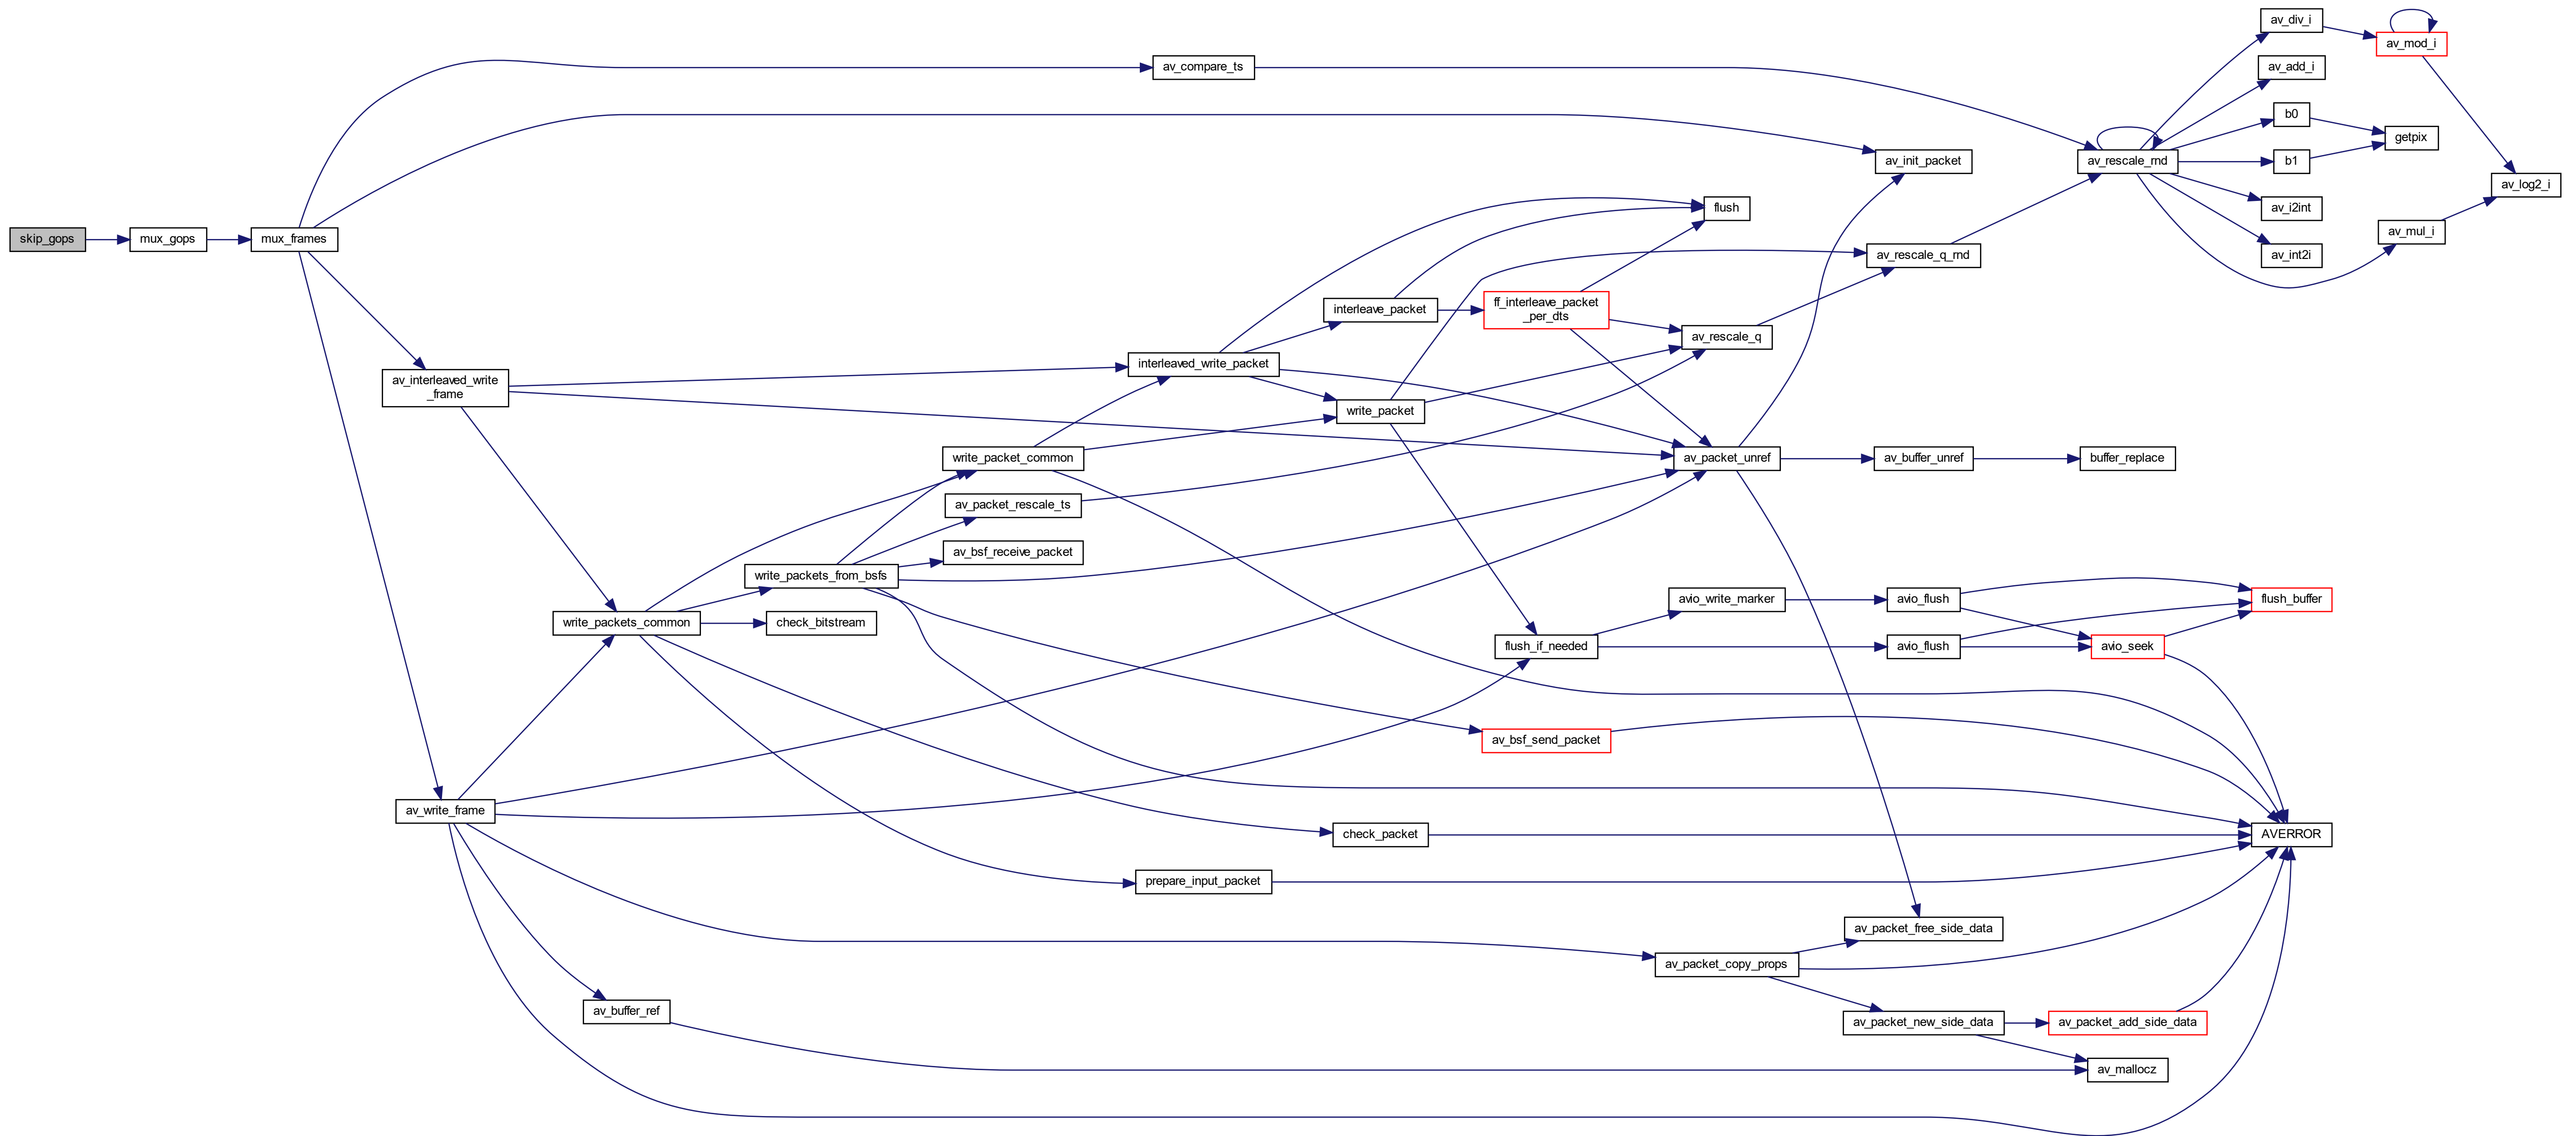 skip_gops
mux_gops
mux_frames
av_compare_ts
av_rescale_rnd
av_div_i
av_mod_i
av_log2_i
av_add_i
b0
getpix
b1
av_i2int
av_int2i
av_mul_i
av_init_packet
av_interleaved_write
_frame
interleaved_write_packet
flush
interleave_packet
ff_interleave_packet
_per_dts
av_rescale_q
av_rescale_q_rnd
write_packet
av_packet_unref
av_buffer_unref
buffer_replace
write_packet_common
av_packet_rescale_ts
av_bsf_receive_packet
write_packets_from_bsfs
write_packets_common
check_bitstream
flush_if_needed
avio_write_marker
avio_flush
flush_buffer
avio_flush
avio_seek
av_bsf_send_packet
av_write_frame
check_packet
AVERROR
prepare_input_packet
av_packet_free_side_data
av_packet_copy_props
av_packet_new_side_data
av_packet_add_side_data
av_buffer_ref
av_mallocz